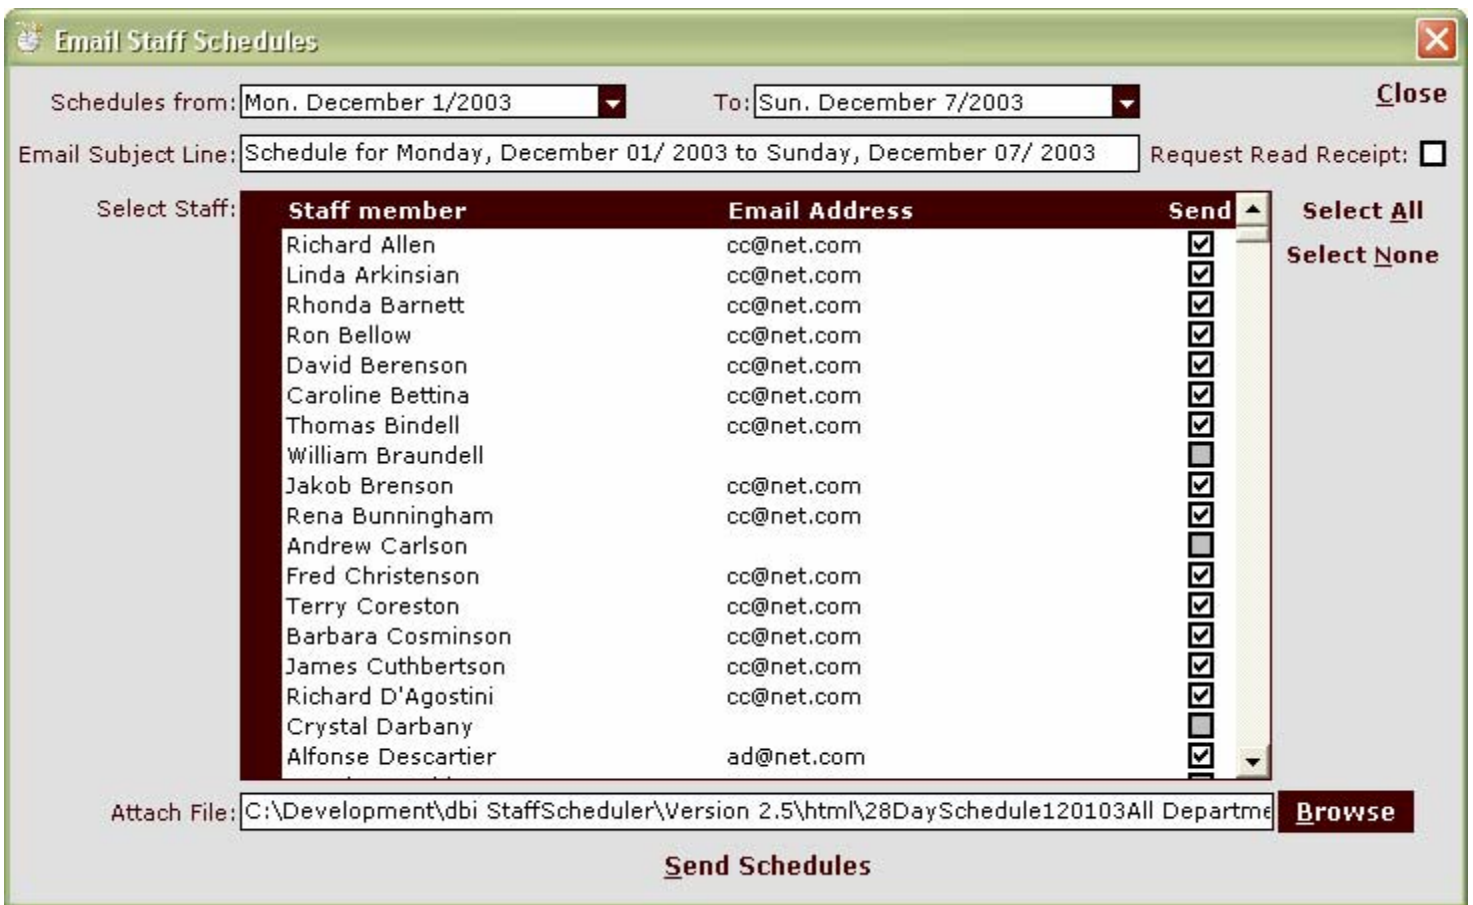 Email Staff Schedules
Schedules from: Mon. December 1/2003 To: Sun. December 7/2003 Close
Email Subject Line: Schedule for Monday, December 01/ 2003 to Sunday, December 07/ 2003 Request Read Receipt:
Select Staff: Staff member Email Address Send Select All
Richard Allen cc@net.com
Select None
Linda Arkinsian cc@net.com
Rhonda Barnett cc@net.com
Ron Bellow cc@net.com
David Berenson cc@net.com
Caroline Bettina cc@net.com
Thomas Bindell cc@net.com
William Braundell
Jakob Brenson cc@net.com
Rena Bunningham cc@net.com
Andrew Carlson
Fred Christenson cc@net.com
Terry Coreston cc@net.com
Barbara Cosminson cc@net.com
James Cuthbertson cc@net.com
Richard D'Agostini cc@net.com
Crystal Darbany
Alfonse Descartier ad@net.com
Attach File: C:\Development\dbi StaffScheduler\Version 2.5\html\28DaySchedule120103All Departme Browse
Send Schedules